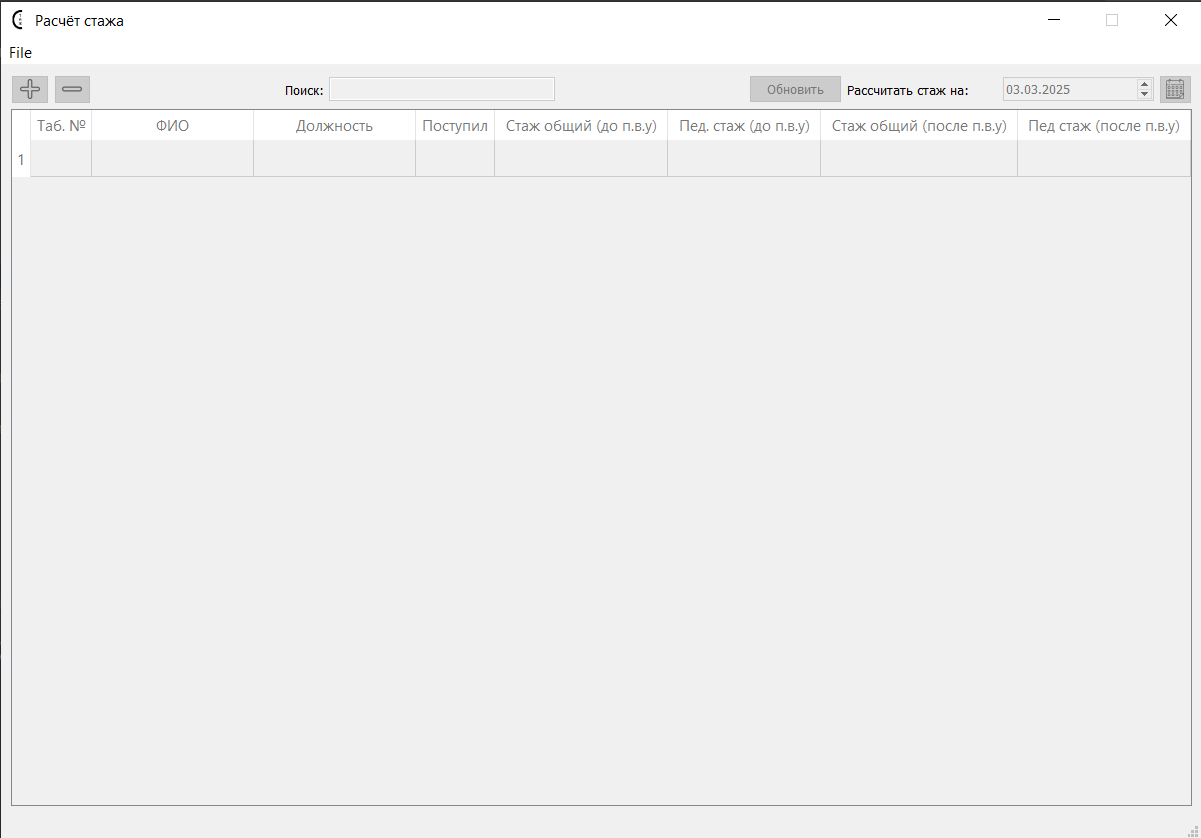 Расчёт стажа
File
Поиск: Обновить Рассчитать стаж на: 03.03.2025
Таб. № ФИО Должность Поступил Стаж общий (до п.в.у) Пед. стаж (до п.в.у) Стаж общий (после п.в.у) Пед стаж (после п.в.у)
1